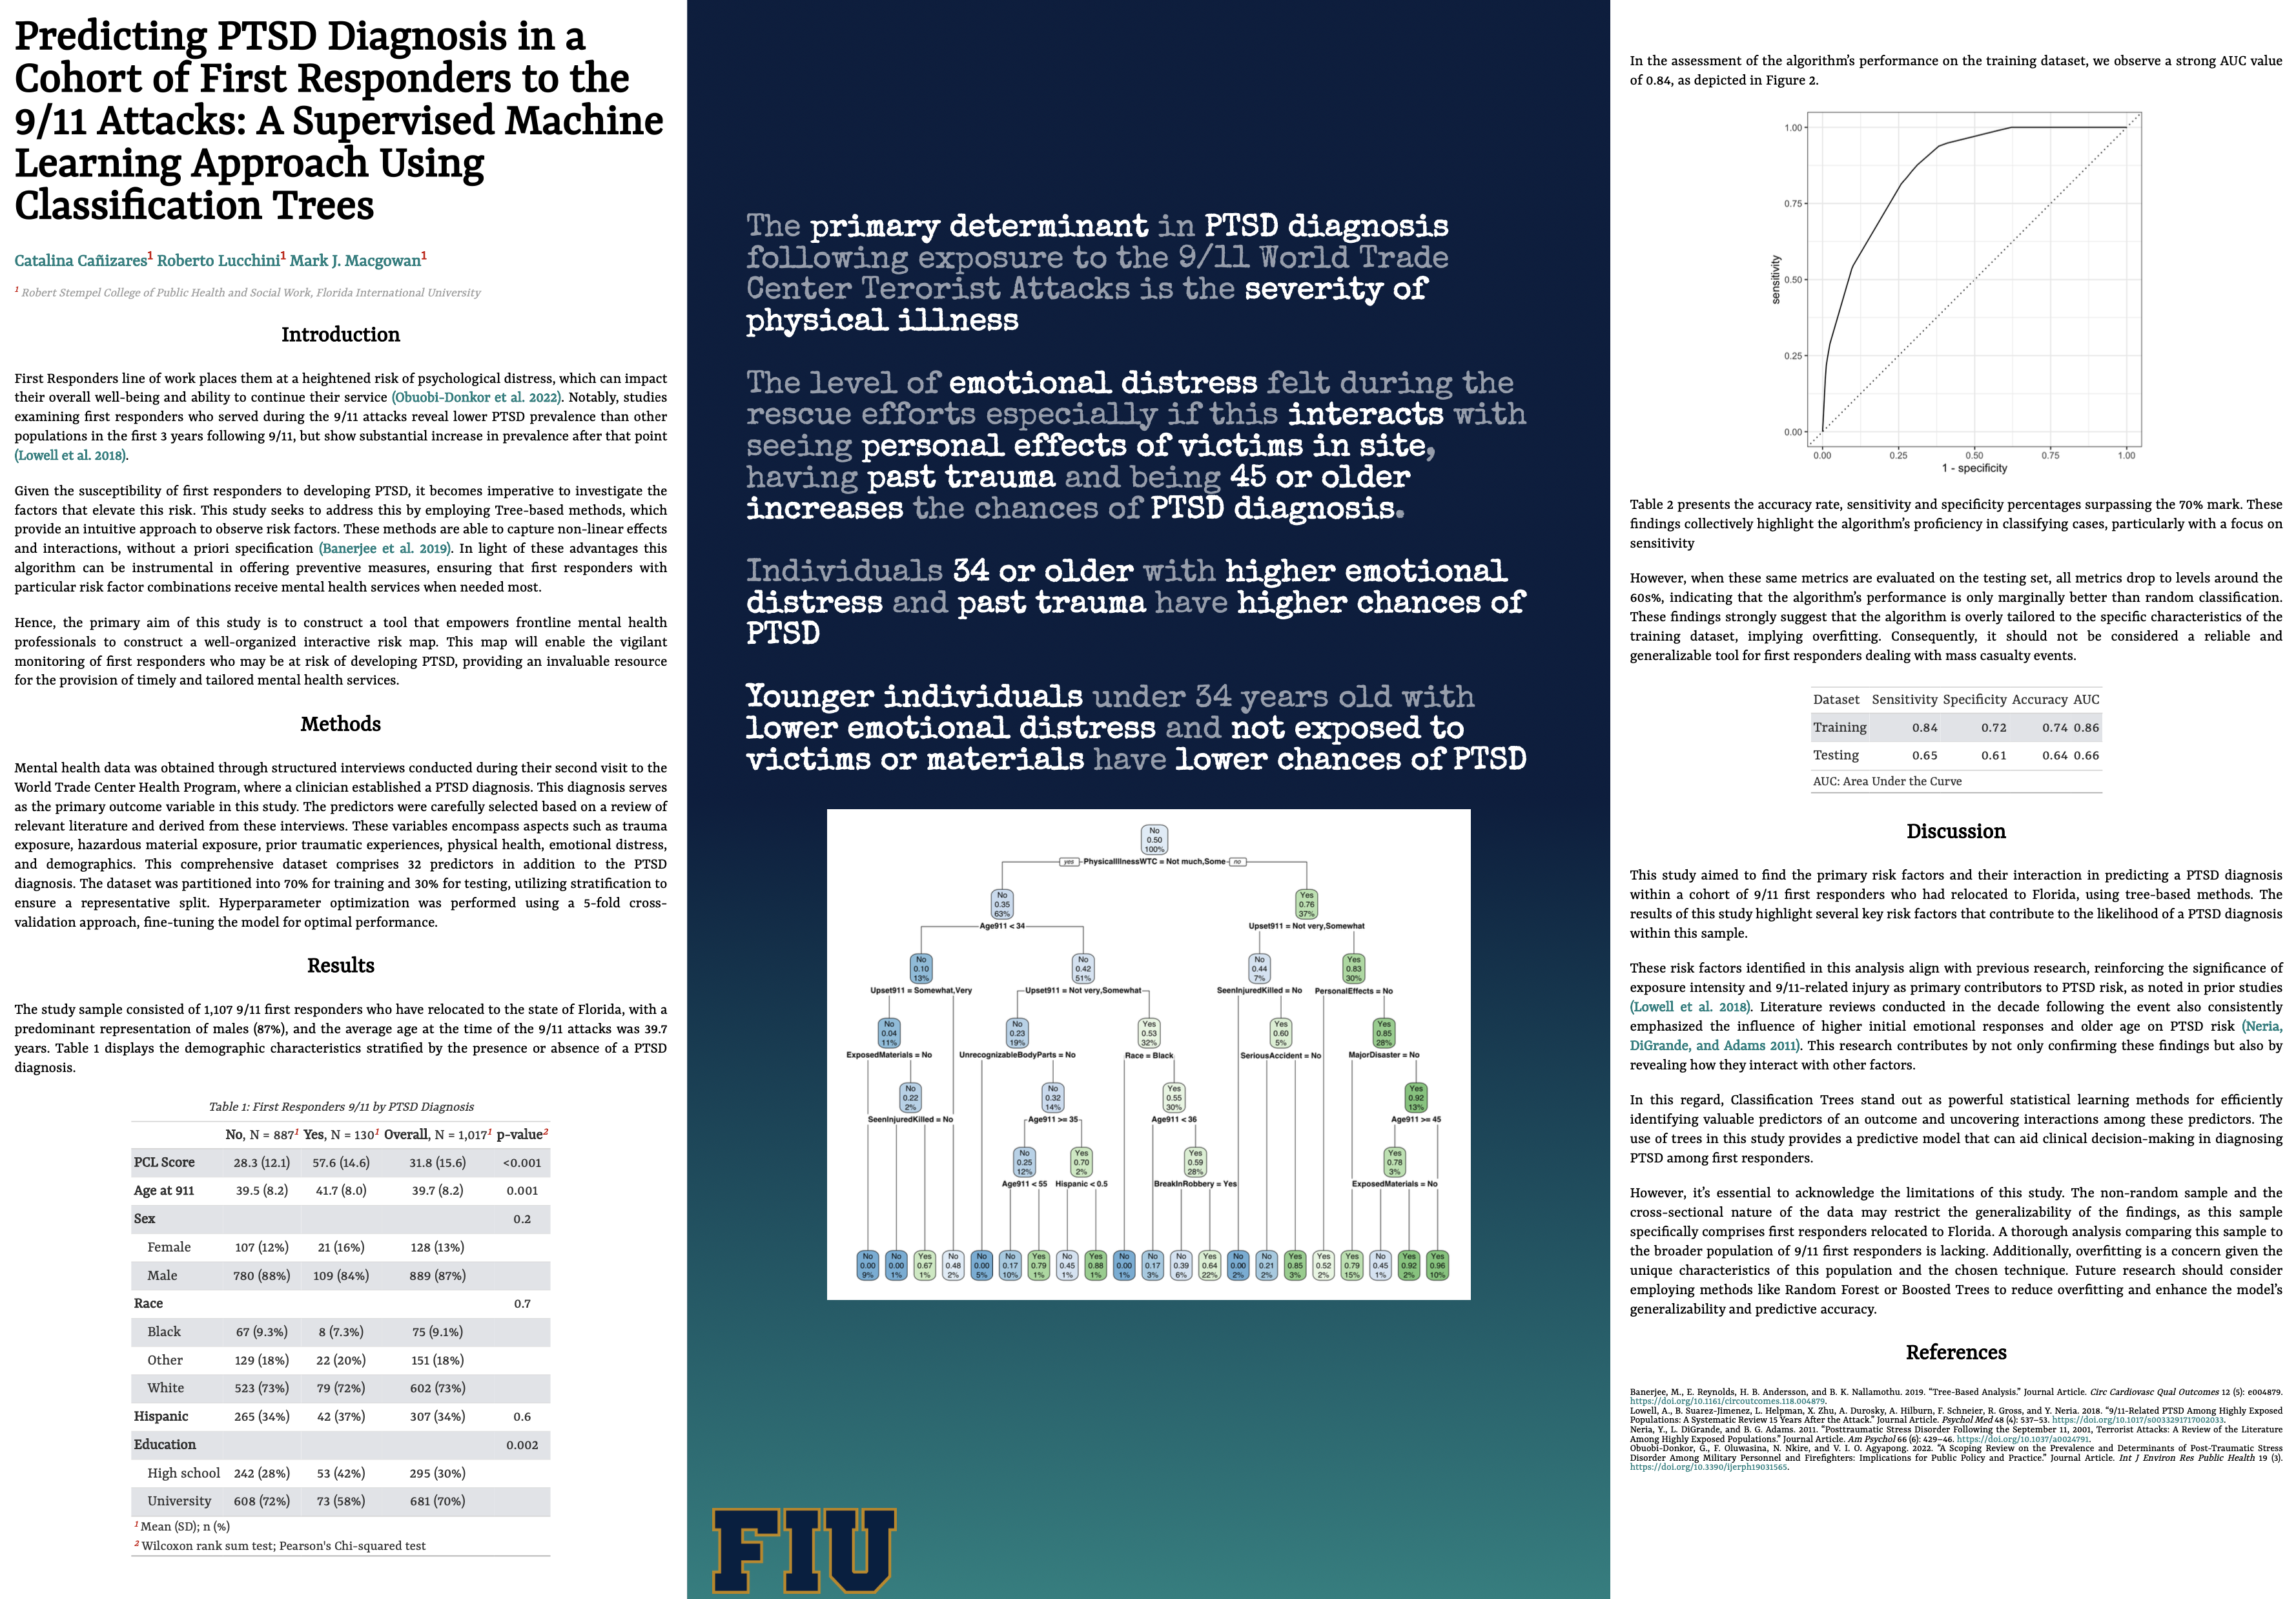 Predicting PTSD Diagnosis in a
Cohort of First Responders to the
9/11 Attacks: A Supervised Machine
Learning Approach Using
Classification Trees
Catalina Cañizares1 Roberto Lucchini1 Mark J. Macgowan1
1 Robert Stempel College of Public Health and Social Work, Florida International University
Introduction
First Responders line of work places them at a heightened risk of psychological distress, which can impact
their overall well-being and ability to continue their service (Obuobi-Donkor et al. 2022). Notably, studies
examining first responders who served during the 9/11 attacks reveal lower PTSD prevalence than other
populations in the first 3 years following 9/11, but show substantial increase in prevalence after that point
(Lowell et al. 2018).
Given the susceptibility of first responders to developing PTSD, it becomes imperative to investigate the
factors that elevate this risk. This study seeks to address this by employing Tree-based methods, which
provide an intuitive approach to observe risk factors. These methods are able to capture non-linear effects
and interactions, without a priori specification (Banerjee et al. 2019). In light of these advantages this
algorithm can be instrumental in offering preventive measures, ensuring that first responders with
particular risk factor combinations receive mental health services when needed most.
Hence, the primary aim of this study is to construct a tool that empowers frontline mental health
professionals to construct a well-organized interactive risk map. This map will enable the vigilant
monitoring of first responders who may be at risk of developing PTSD, providing an invaluable resource
for the provision of timely and tailored mental health services.
Methods
Mental health data was obtained through structured interviews conducted during their second visit to the
World Trade Center Health Program, where a clinician established a PTSD diagnosis. This diagnosis serves
as the primary outcome variable in this study. The predictors were carefully selected based on a review of
relevant literature and derived from these interviews. These variables encompass aspects such as trauma
exposure, hazardous material exposure, prior traumatic experiences, physical health, emotional distress,
and demographics. This comprehensive dataset comprises 32 predictors in addition to the PTSD
diagnosis. The dataset was partitioned into 70% for training and 30% for testing, utilizing stratification to
ensure a representative split. Hyperparameter optimization was performed using a 5-fold cross-
validation approach, fine-tuning the model for optimal performance.
Results
The study sample consisted of 1,107 9/11 first responders who have relocated to the state of Florida, with a
predominant representation of males (87%), and the average age at the time of the 9/11 attacks was 39.7
years. Table 1 displays the demographic characteristics stratified by the presence or absence of a PTSD
diagnosis.
Table 1: First Responders 9/11 by PTSD Diagnosis
No, N = 8871 Yes, N = 1301 Overall, N = 1,0171 p-value2
PCL Score 28.3 (12.1) 57.6 (14.6) 31.8 (15.6) <0.001
Age at 911 39.5 (8.2) 41.7 (8.0) 39.7 (8.2) 0.001
Sex 0.2
Female 107 (12%) 21 (16%) 128 (13%)
Male 780 (88%) 109 (84%) 889 (87%)
Race 0.7
Black 67 (9.3%) 8 (7.3%) 75 (9.1%)
Other 129 (18%) 22 (20%) 151 (18%)
White 523 (73%) 79 (72%) 602 (73%)
Hispanic 265 (34%) 42 (37%) 307 (34%) 0.6
Education 0.002
High school 242 (28%) 53 (42%) 295 (30%)
University 608 (72%) 73 (58%) 681 (70%)
1 Mean (SD); n (%)
2 Wilcoxon rank sum test; Pearson's Chi-squared test
The primary determinant in PTSD diagnosis
following exposure to the 9/11 World Trade
Center Terorist Attacks is the severity of
physical illness
The level of emotional distress felt during the
rescue efforts especially if this interacts with
seeing personal effects of victims in site,
having past trauma and being 45 or older
increases the chances of PTSD diagnosis.
Individuals 34 or older with higher emotional
distress and past trauma have higher chances of
PTSD
Younger individuals under 34 years old with
lower emotional distress and not exposed to
victims or materials have lower chances of PTSD
No
0.50
100%
yes PhysicalIllnessWTC = Not much,Some no
No Yes
0.35 0.76
63% 37%
Age911 < 34 Upset911 = Not very,Somewhat
No No No Yes
0.10 0.42 0.44 0.83
13% 51% 7% 30%
Upset911 = Somewhat,Very Upset911 = Not very,Somewhat SeenInjuredKilled = No PersonalEffects = No
No No Yes Yes Yes
0.04 0.23 0.53 0.60 0.85
11% 19% 32% 5% 28%
ExposedMaterials = No UnrecognizableBodyParts = No Race = Black SeriousAccident = No MajorDisaster = No
No No Yes Yes
0.22 0.32 0.55 0.92
2% 14% 30% 13%
SeenInjuredKilled = No Age911 >= 35 Age911 < 36 Age911 >= 45
No Yes Yes Yes
0.25 0.70 0.59 0.78
12% 2% 28% 3%
Age911 < 55 Hispanic < 0.5 BreakInRobbery = Yes ExposedMaterials = No
No No Yes No No No Yes No Yes No No No Yes No No Yes Yes Yes No Yes Yes
0.00 0.00 0.67 0.48 0.00 0.17 0.79 0.45 0.88 0.00 0.17 0.39 0.64 0.00 0.21 0.85 0.52 0.79 0.45 0.92 0.96
9% 1% 1% 2% 5% 10% 1% 1% 1% 1% 3% 6% 22% 2% 2% 3% 2% 15% 1% 2% 10%
FIU
In the assessment of the algorithm's performance on the training dataset, we observe a strong AUC value
of 0.84, as depicted in Figure 2.
1.00
0.75
0.50
0.25
0.00
sensitivity
0.00 0.25 0.50 0.75 1.00
1 - specificity
Table 2 presents the accuracy rate, sensitivity and specificity percentages surpassing the 70% mark. These
findings collectively highlight the algorithm's proficiency in classifying cases, particularly with a focus on
sensitivity
However, when these same metrics are evaluated on the testing set, all metrics drop to levels around the
60s%, indicating that the algorithm's performance is only marginally better than random classification.
These findings strongly suggest that the algorithm is overly tailored to the specific characteristics of the
training dataset, implying overfitting. Consequently, it should not be considered a reliable and
generalizable tool for first responders dealing with mass casualty events.
Dataset Sensitivity Specificity Accuracy AUC
Training 0.84 0.72 0.74 0.86
Testing 0.65 0.61 0.64 0.66
AUC: Area Under the Curve
Discussion
This study aimed to find the primary risk factors and their interaction in predicting a PTSD diagnosis
within a cohort of 9/11 first responders who had relocated to Florida, using tree-based methods. The
results of this study highlight several key risk factors that contribute to the likelihood of a PTSD diagnosis
within this sample.
These risk factors identified in this analysis align with previous research, reinforcing the significance of
exposure intensity and 9/11-related injury as primary contributors to PTSD risk, as noted in prior studies
(Lowell et al. 2018). Literature reviews conducted in the decade following the event also consistently
emphasized the influence of higher initial emotional responses and older age on PTSD risk (Neria,
DiGrande, and Adams 2011). This research contributes by not only confirming these findings but also by
revealing how they interact with other factors.
In this regard, Classification Trees stand out as powerful statistical learning methods for efficiently
identifying valuable predictors of an outcome and uncovering interactions among these predictors. The
use of trees in this study provides a predictive model that can aid clinical decision-making in diagnosing
PTSD among first responders.
However, it's essential to acknowledge the limitations of this study. The non-random sample and the
cross-sectional nature of the data may restrict the generalizability of the findings, as this sample
specifically comprises first responders relocated to Florida. A thorough analysis comparing this sample to
the broader population of 9/11 first responders is lacking. Additionally, overfitting is a concern given the
unique characteristics of this population and the chosen technique. Future research should consider
employing methods like Random Forest or Boosted Trees to reduce overfitting and enhance the model's
generalizability and predictive accuracy.
References
Banerjee, M., E. Reynolds, H. B. Andersson, and B. K. Nallamothu. 2019. "Tree-Based Analysis." Journal Article. Circ Cardiovasc Qual Outcomes 12 (5): e004879.
https://doi.org/10.1161/circoutcomes.118.004879.
Lowell, A., B. Suarez-Jimenez, L. Helpman, X. Zhu, A. Durosky, A. Hilburn, F. Schneier, R. Gross, and Y. Neria. 2018. "9/11-Related PTSD Among Highly Exposed
Populations: A Systematic Review 15 Years After the Attack." Journal Article. Psychol Med 48 (4): 537–53. https://doi.org/10.1017/s0033291717002033.
Neria, Y., L. DiGrande, and B. G. Adams. 2011. "Posttraumatic Stress Disorder Following the September 11, 2001, Terrorist Attacks: A Review of the Literature
Among Highly Exposed Populations." Journal Article. Am Psychol 66 (6): 429–46. https://doi.org/10.1037/a0024791.
Obuobi-Donkor, G., F. Oluwasina, N. Nkire, and V. I. O. Agyapong. 2022. "A Scoping Review on the Prevalence and Determinants of Post-Traumatic Stress
Disorder Among Military Personnel and Firefighters: Implications for Public Policy and Practice." Journal Article. Int J Environ Res Public Health 19 (3).
https://doi.org/10.3390/ijerph19031565.